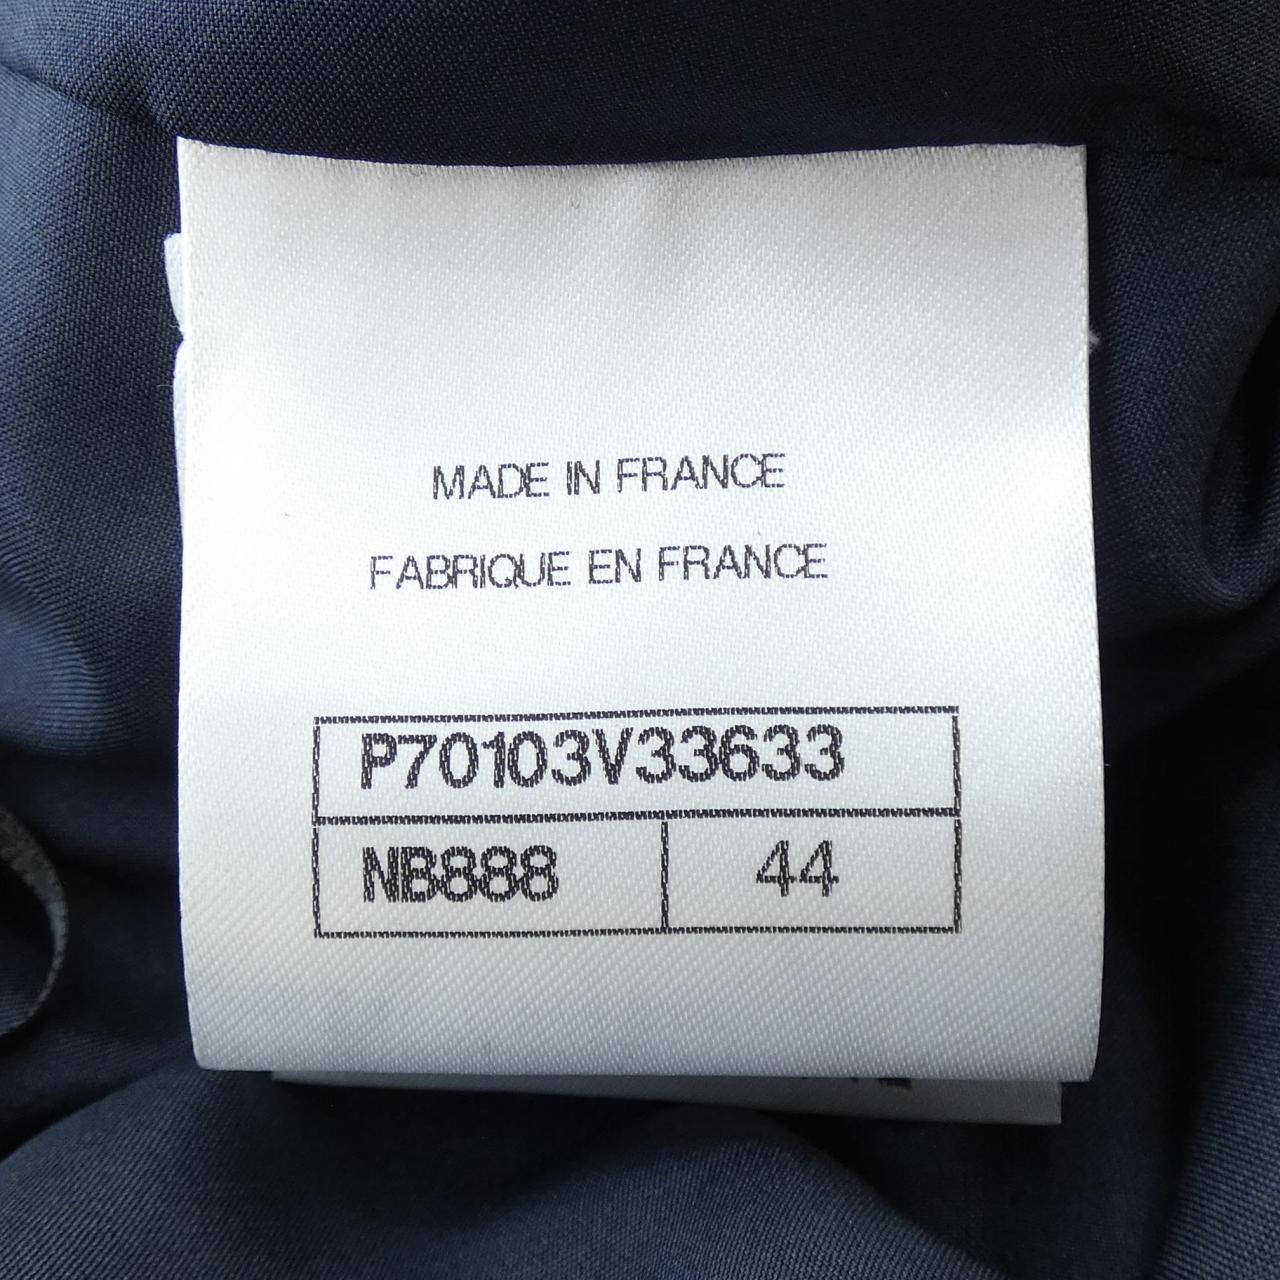 MADE IN FRANCE
FABRIQUE EN FRANCE
P70103V33633
NB888 44